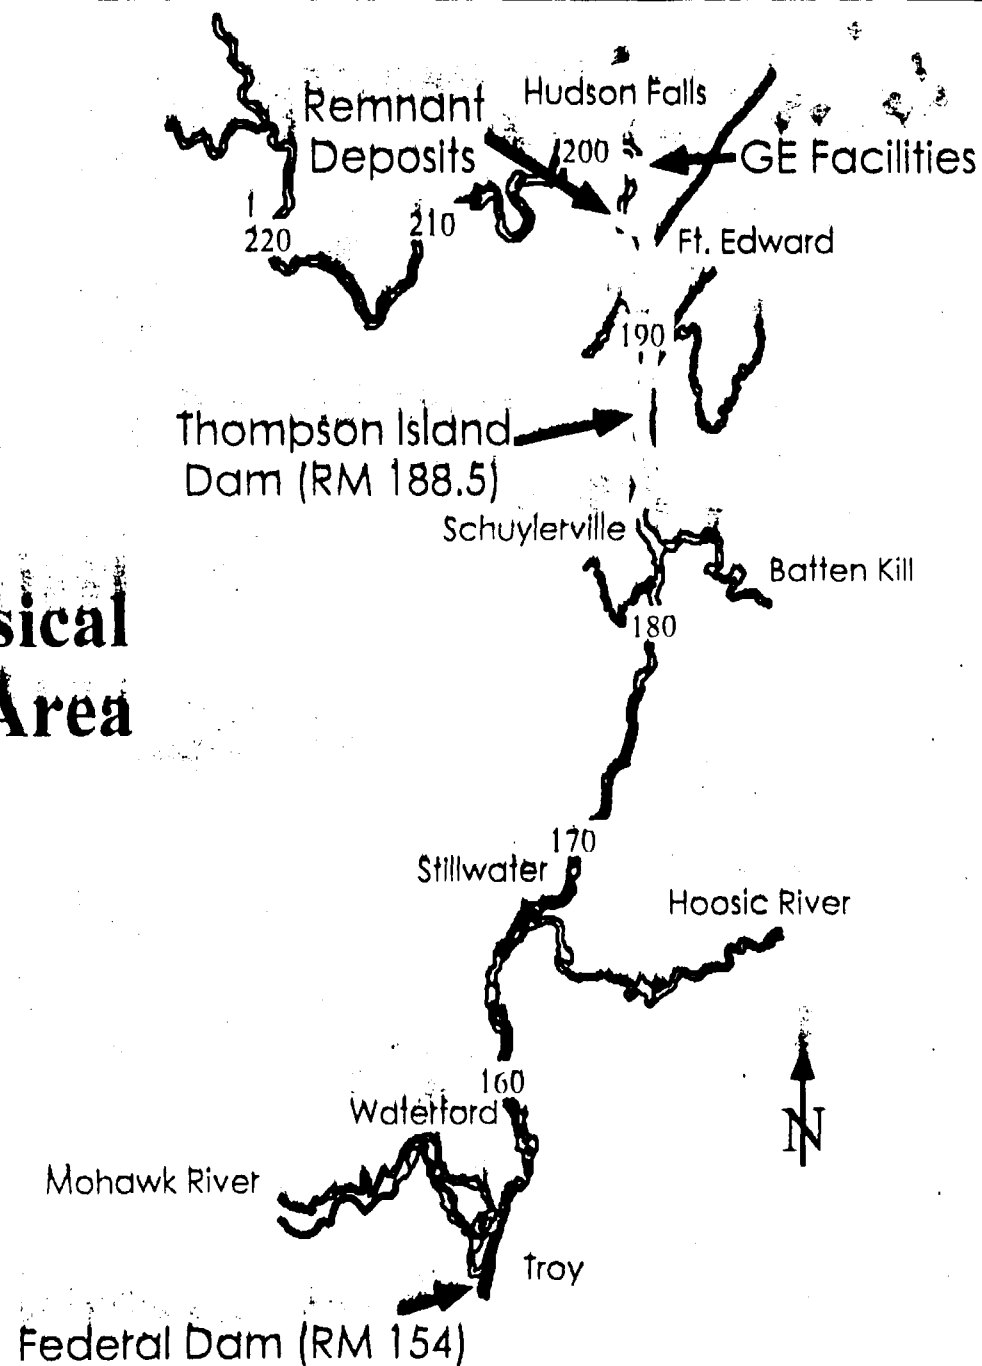 Hudson Falls
Remnant
Deposits
200
GE Facilities
210
220
Ft. Edward
190
Thompson Island
Dam (RM 188.5)
Schuylerville
Batten Kill
sical
Area
180
170
Stillwater
Hoosic River
160
Waterford
N
Mohawk River
Troy
Federal Dam (RM 154)